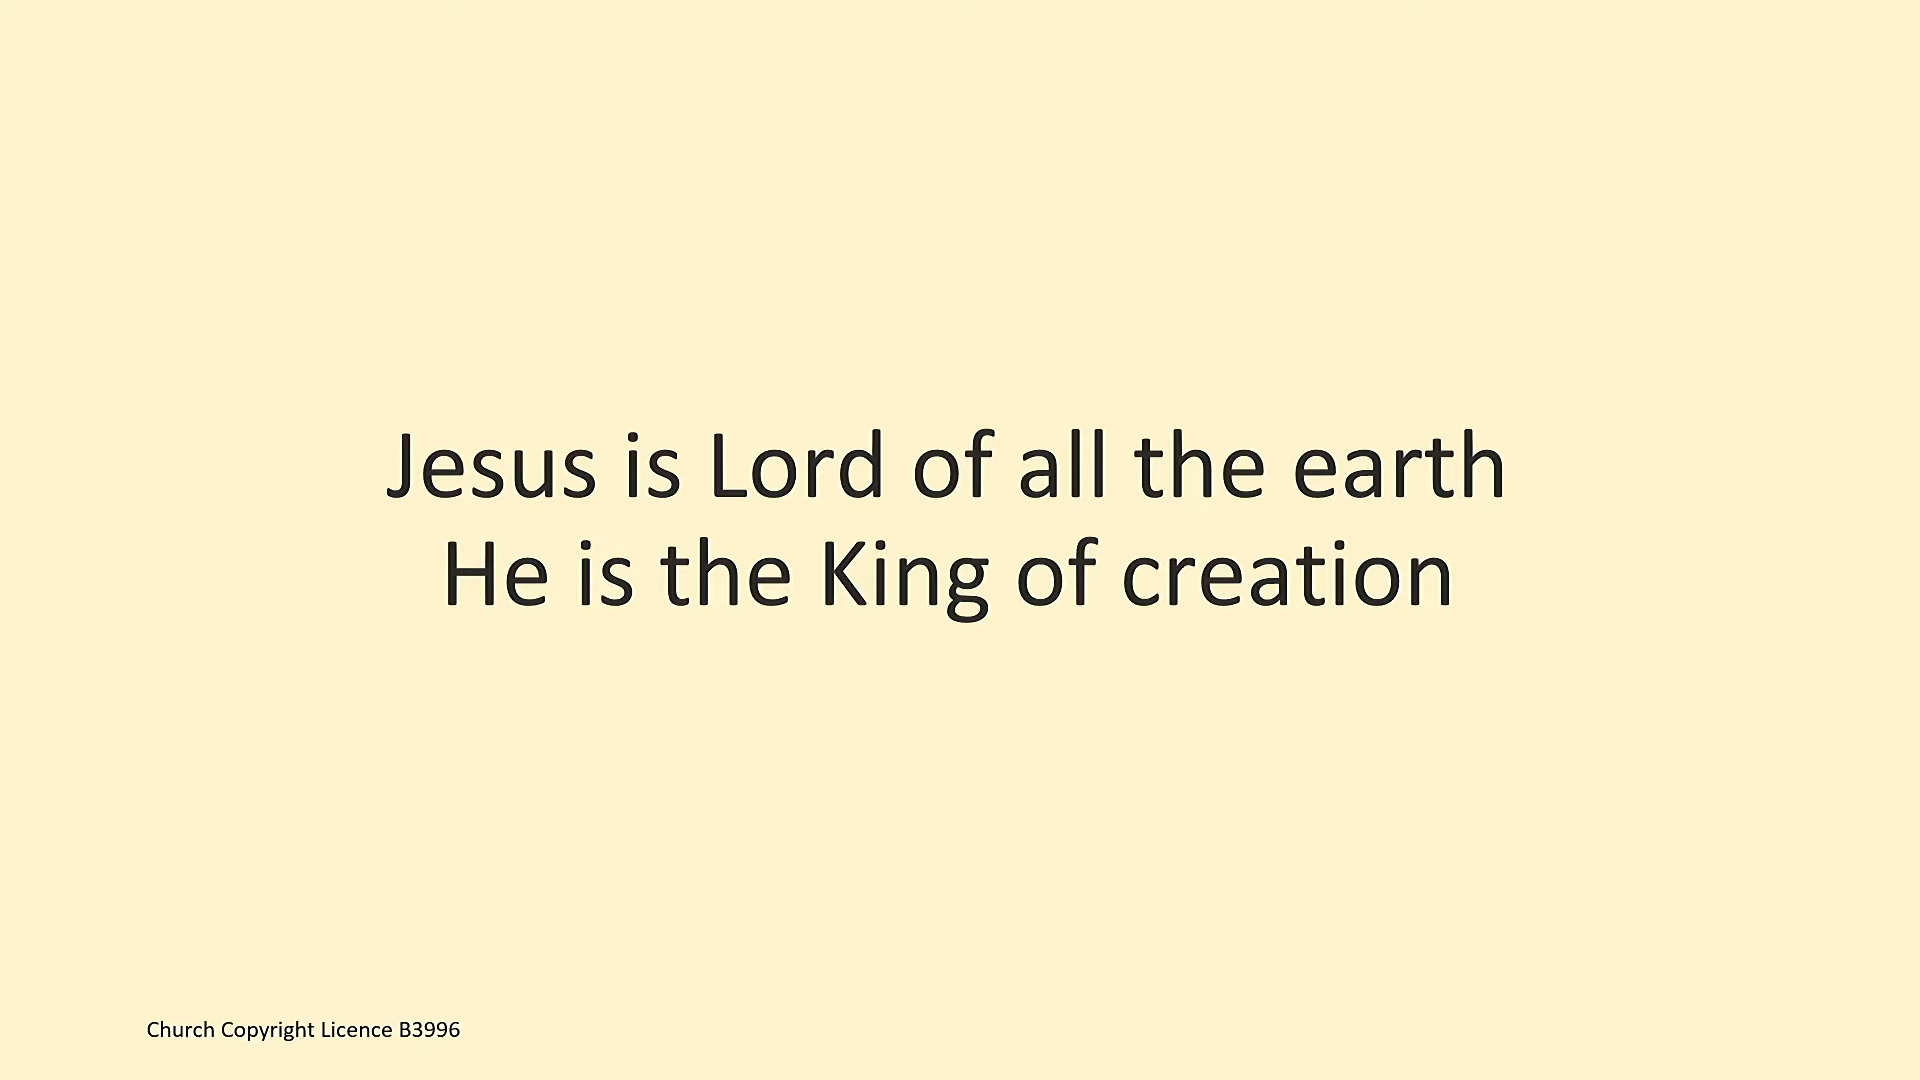 Jesus is Lord of all the earth
He is the King of creation
Church Copyright Licence B3996